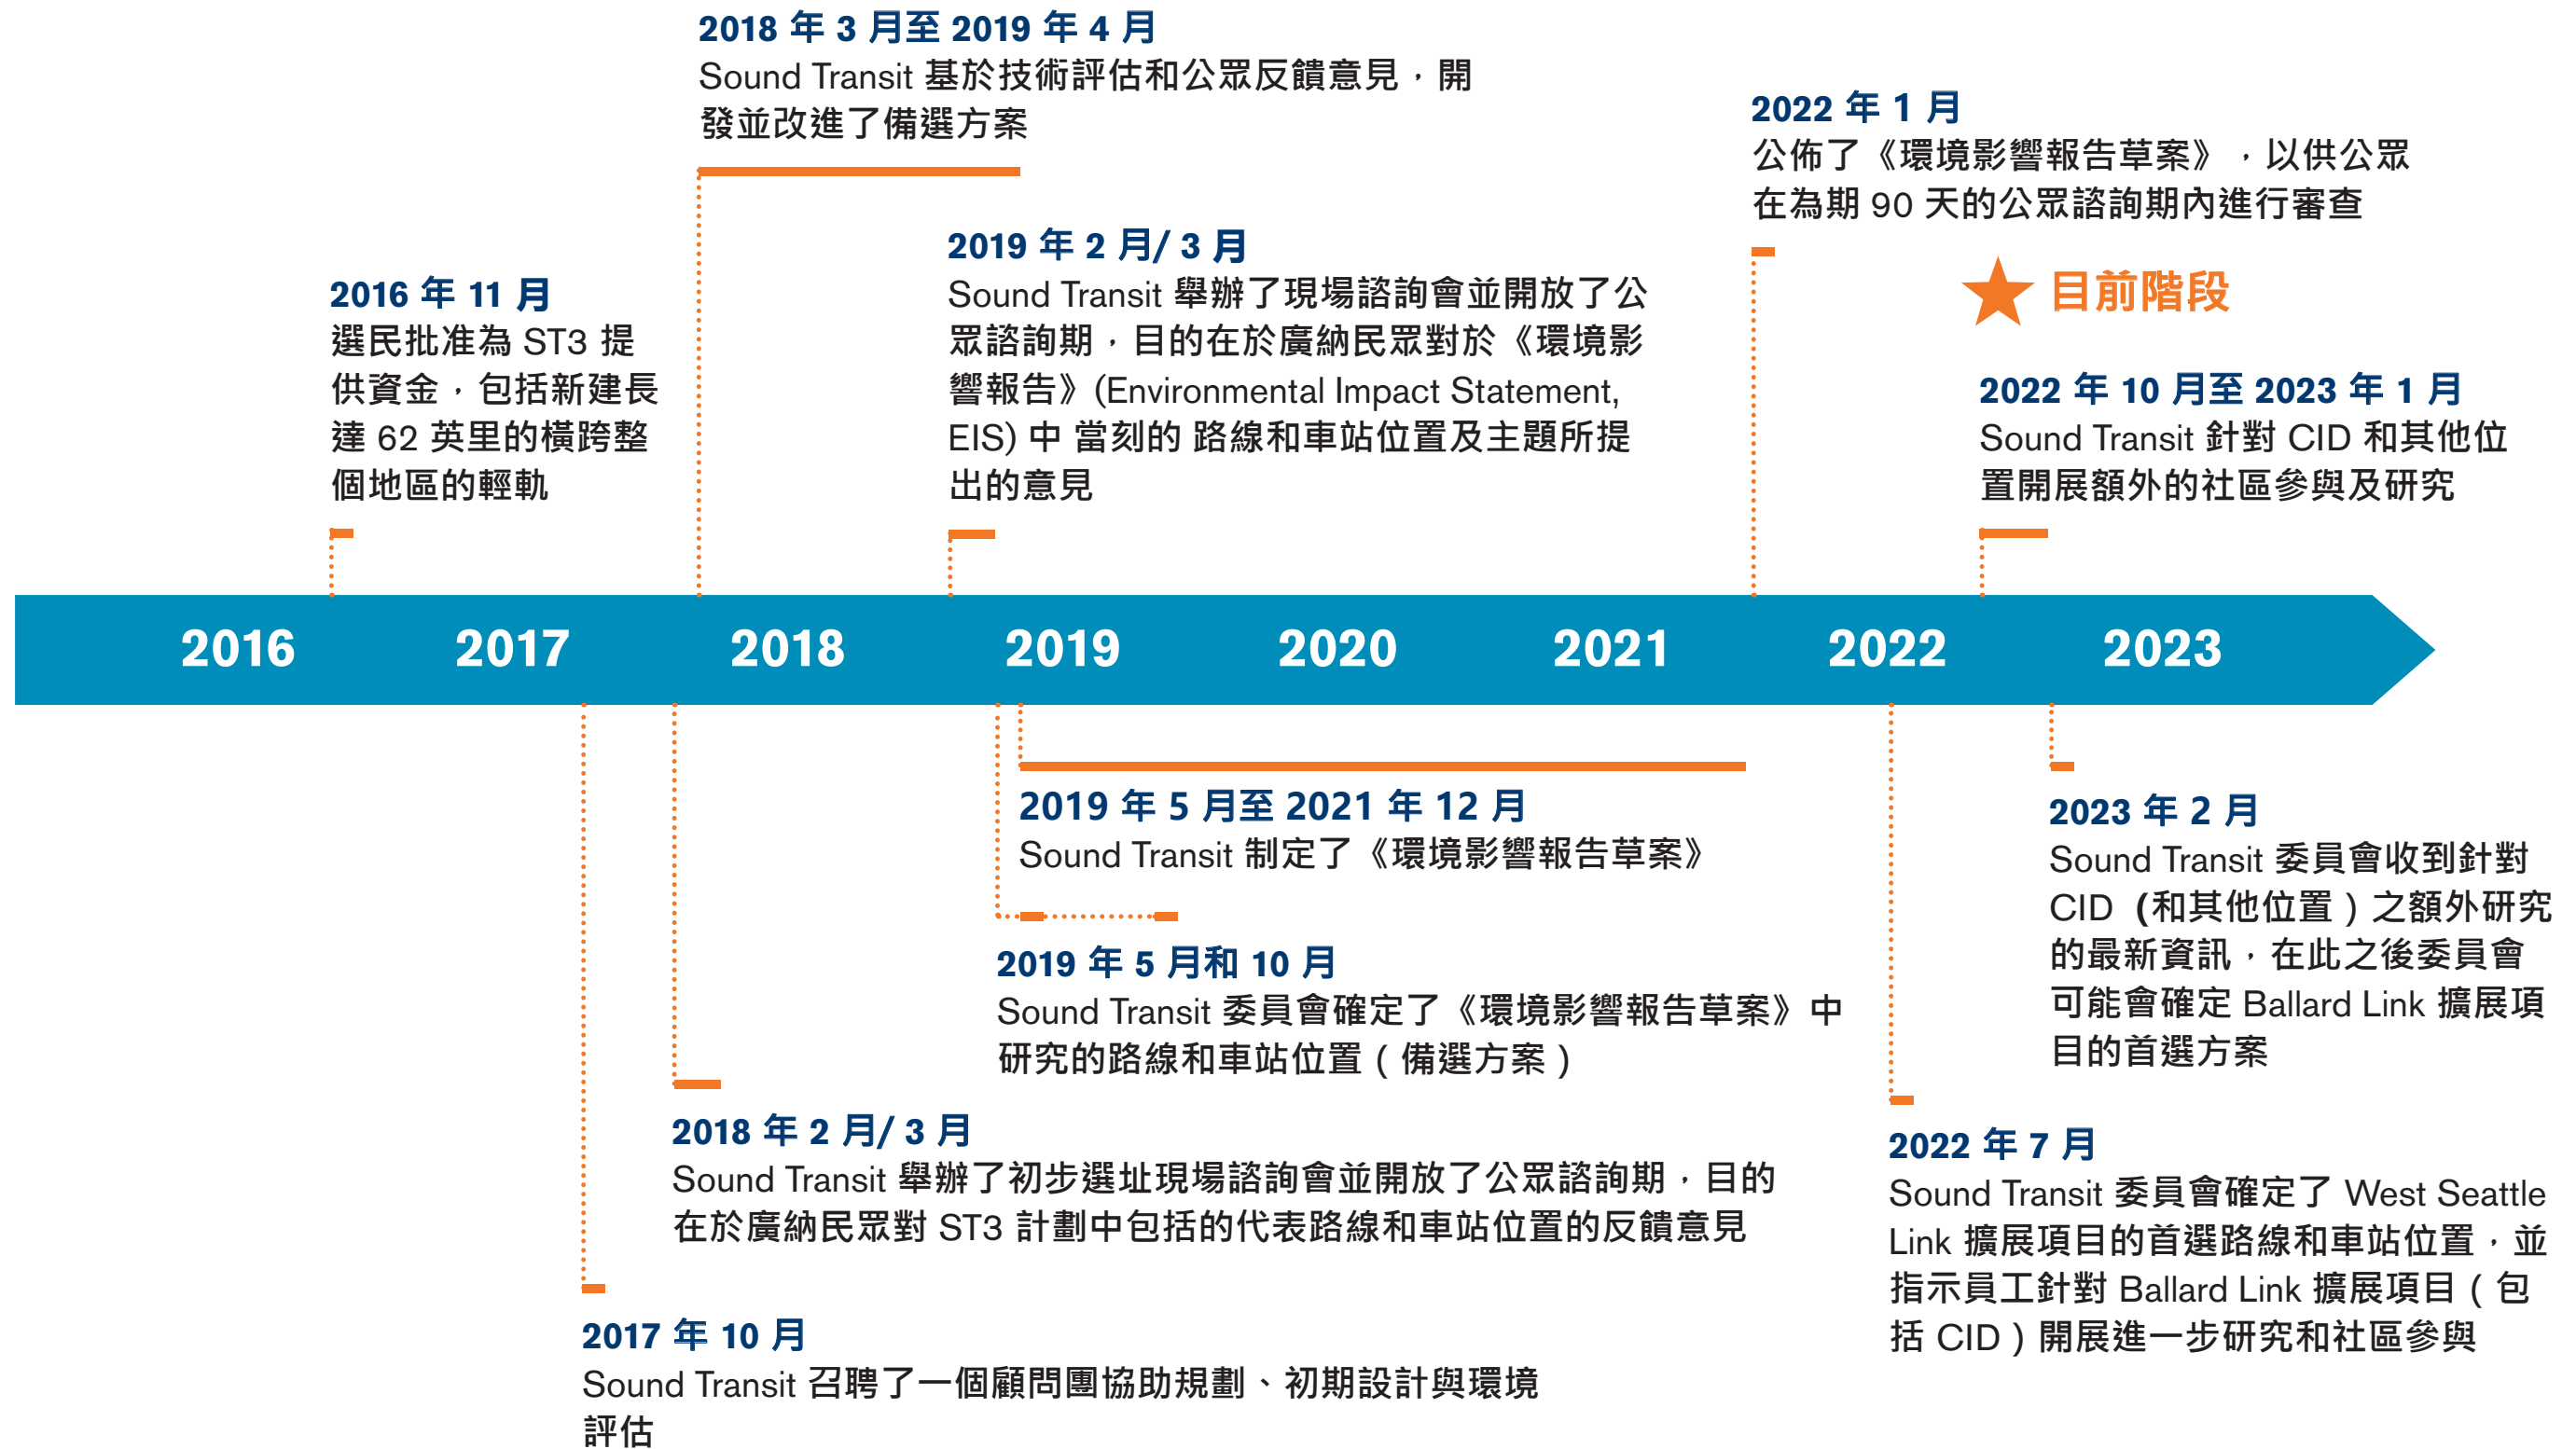 2018 年 3 月至 2019 年 4 月
Sound Transit 基於技術評估和公眾反饋意見，開
發並改進了備選方案
2022 年 1 月
公佈了《環境影響報告草案》，以供公眾
在為期 90 天的公眾諮詢期內進行審查
2019 年 2 月/ 3 月
Sound Transit 舉辦了現場諮詢會並開放了公
眾諮詢期，目的在於廣納民眾對於《環境影
響報告》(Environmental Impact Statement,
EIS) 中 當刻的 路線和車站位置及主題所提
出的意見
2016 年 11 月
選民批准為 ST3 提
供資金，包括新建長
達 62 英里的橫跨整
個地區的輕軌
目前階段
2022 年 10 月至 2023 年 1 月
Sound Transit 針對 CID 和其他位
置開展額外的社區參與及研究
2016 2017 2018 2019 2020 2021 2022 2023
2019 年 5 月至 2021 年 12 月
Sound Transit 制定了《環境影響報告草案》
2023 年 2 月
Sound Transit 委員會收到針對
CID (和其他位置）之額外研究
的最新資訊，在此之後委員會
可能會確定 Ballard Link 擴展項
目的首選方案
2019 年 5 月和 10 月
Sound Transit 委員會確定了《環境影響報告草案》中
研究的路線和車站位置（備選方案）
2018 年 2 月/ 3 月
Sound Transit 舉辦了初步選址現場諮詢會並開放了公眾諮詢期，目的
在於廣納民眾對 ST3 計劃中包括的代表路線和車站位置的反饋意見
2022 年 7 月
Sound Transit 委員會確定了 West Seattle
Link 擴展項目的首選路線和車站位置，並
指示員工針對 Ballard Link 擴展項目（包
括 CID）開展進一步研究和社區參與
2017 年 10 月
Sound Transit 召聘了一個顧問團協助規劃、初期設計與環境
評估